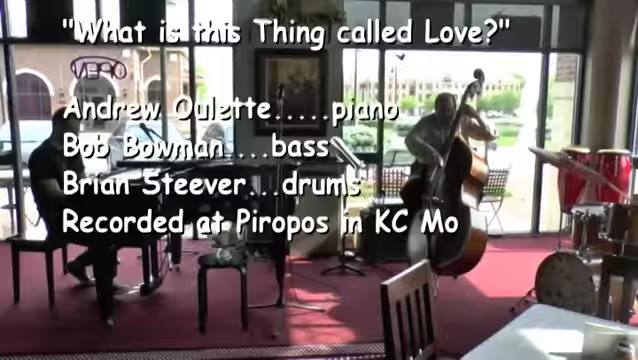 "What is this Thing called Love?"
OPEN
Andrew Oulette.....piano
Bob Bowman....bass
Brian Steever...drums
Recorded at Piropos in KC Mo